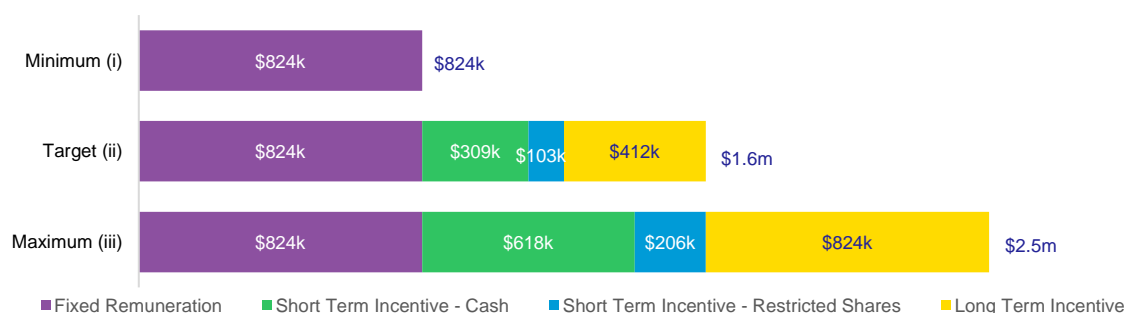 Minimum (i) $824k $824k
Target (ii) $824k $309k $103k $412k $1.6m
Maximum (iii) $824k $618k $206k $824k $2.5m
Fixed Remuneration Short Term Incentive - Cash Short Term Incentive - Restricted Shares Long Term Incentive